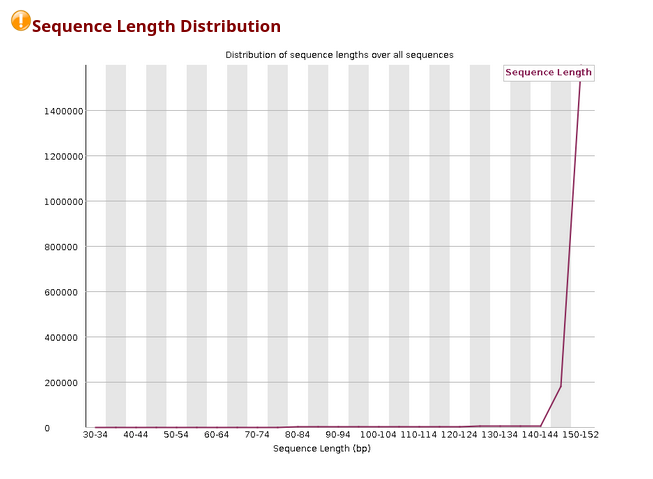 Sequence Length Distribution
Distribution of sequence lengths over all sequences
Sequence Length
1400000
1200000
1000000
800000
600000
400000
200000
0
30-34 40-44 50-54 60-64 70-74 80-84 90-94 100-104 110-114 120-124 130-134 140-144 150-152
Sequence Length (bp)